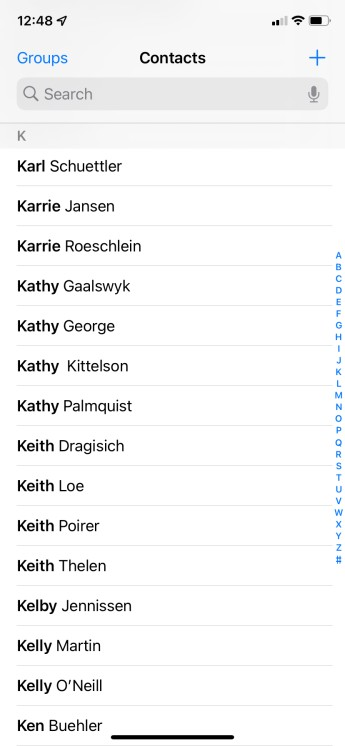 12:48
Groups Contacts +
Search
K
Karl Schuettler
Karrie Jansen
Karrie Roeschlein
Kathy Gaalswyk
Kathy George
Kathy  Kittelson
Kathy Palmquist
Keith Dragisich
Keith Loe
Keith Poirer
Keith Thelen
Kelby Jennissen
Kelly Martin
Kelly O’Neill
Ken Buehler
A
B
C
D
E
F
G
H
I
J
K
L
M
N
O
P
Q
R
S
T
U
V
W
X
Y
Z
#